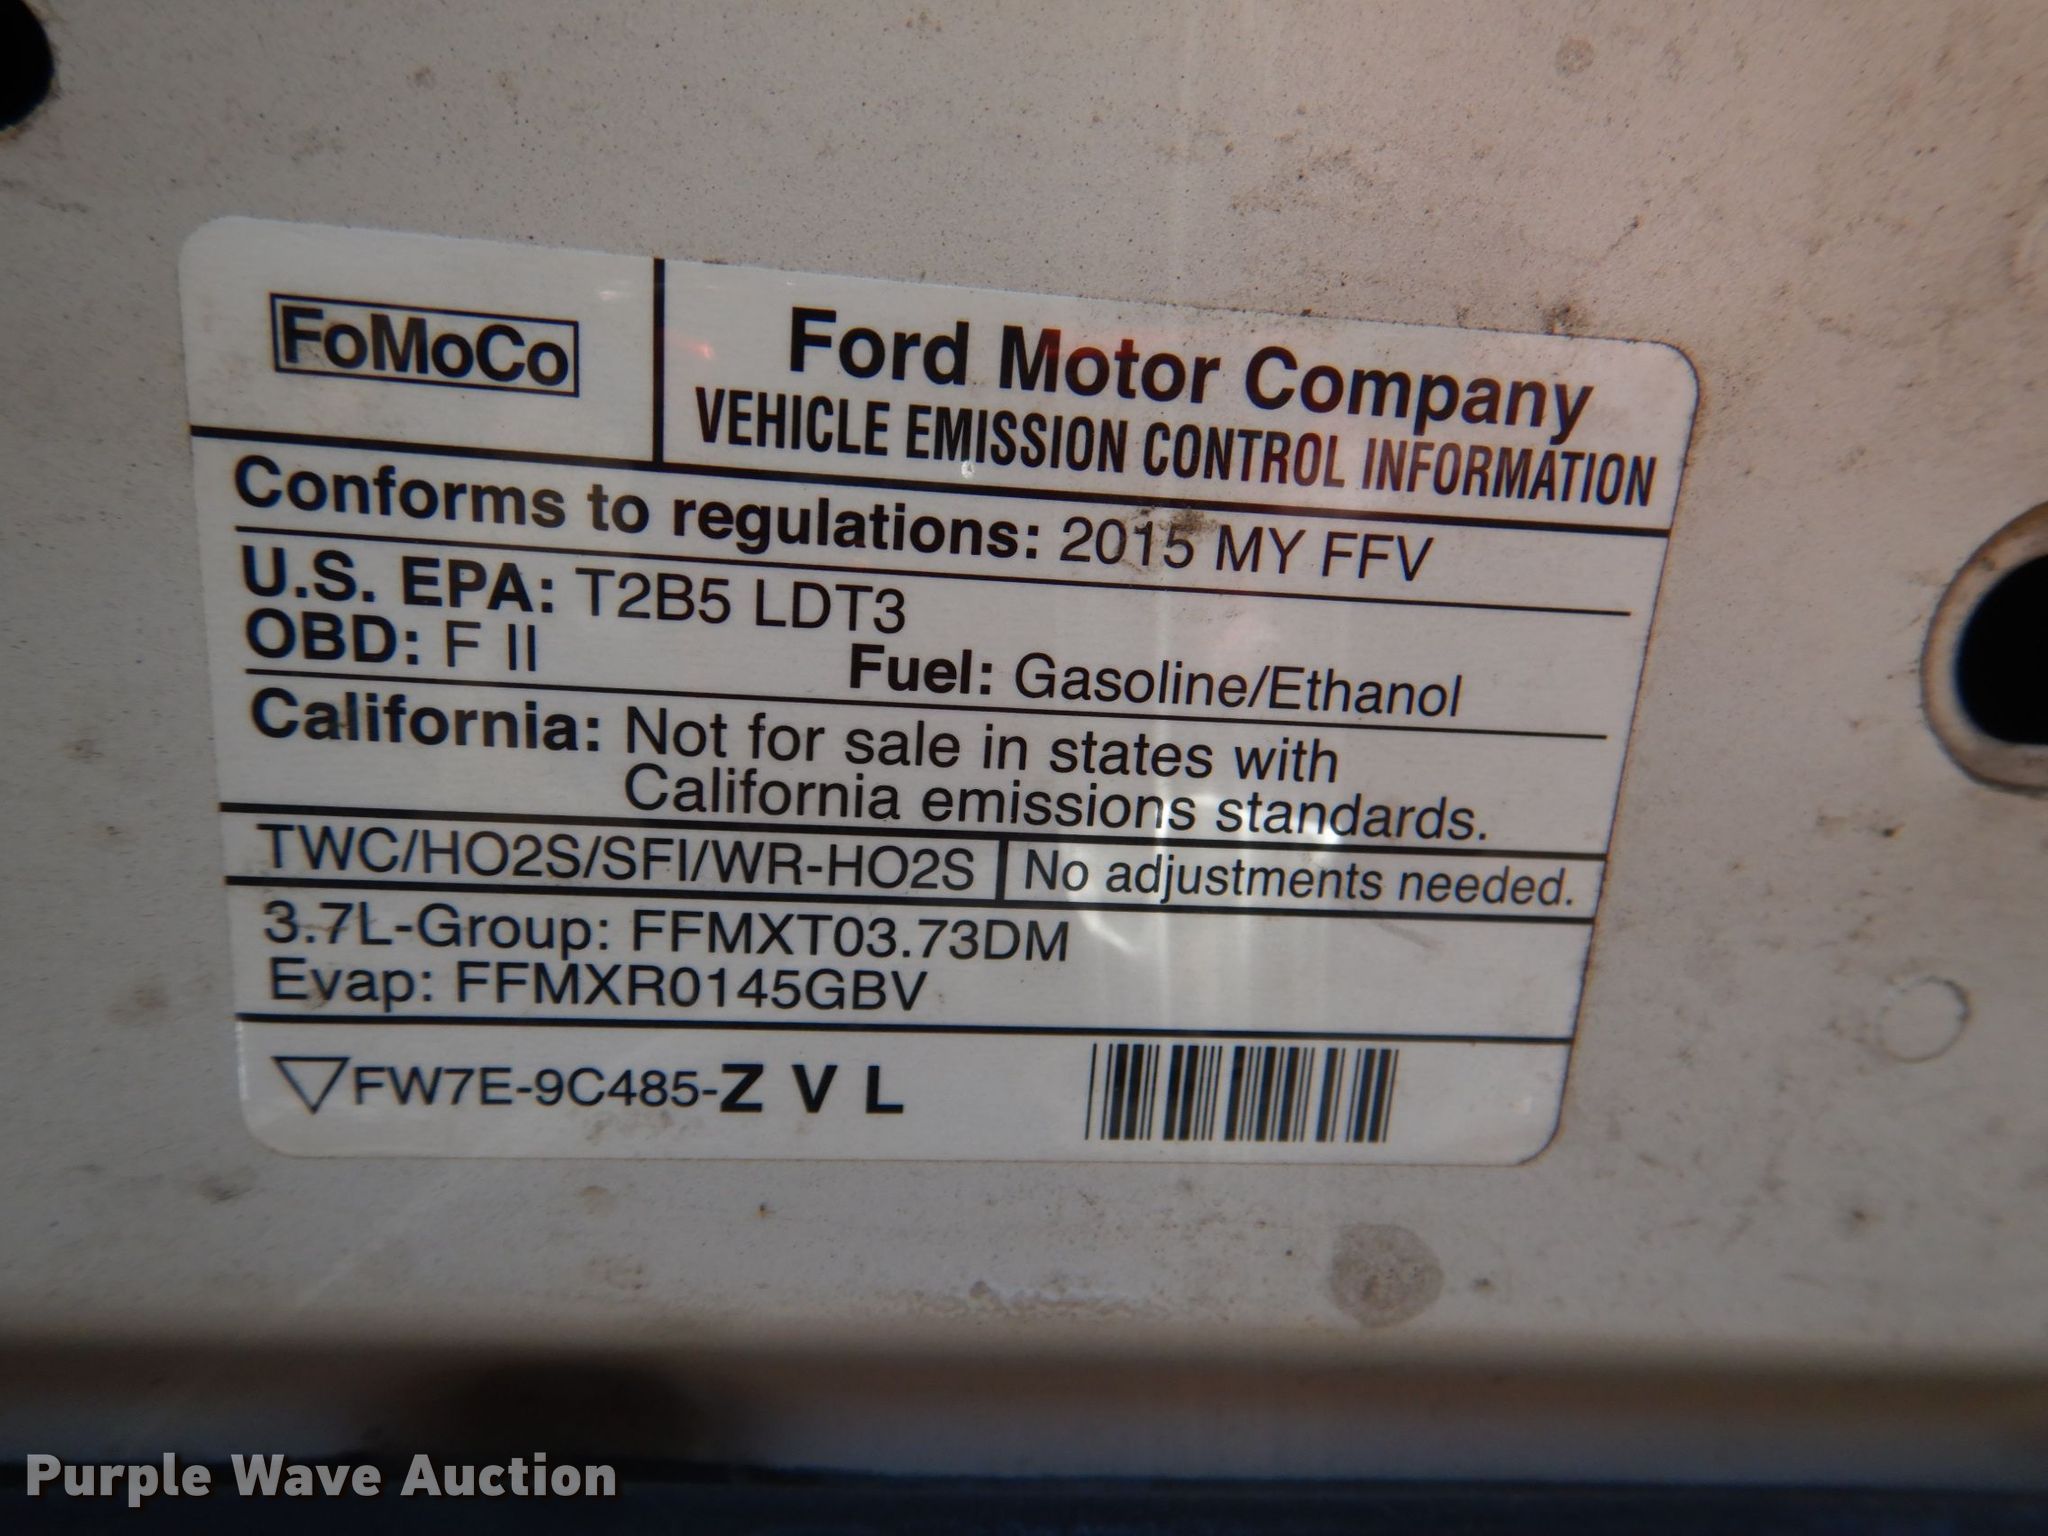 FoMoCo
Ford Motor Company
VEHICLE EMISSION CONTROL INFORMATION
Conforms to regulations: 2015 MY FFV
U.S. EPA: T2B5 LDT3
OBD: F II Fuel: Gasoline/Ethanol
California: Not for sale in states with
California emissions standards.
TWC/HO2S/SFI/WR-HO2S No adjustments needed.
3.7L-Group: FFMXT03.73DM
Evap: FFMXR0145GBV
FW7E-9C485-Z V L
Purple Wave Auction